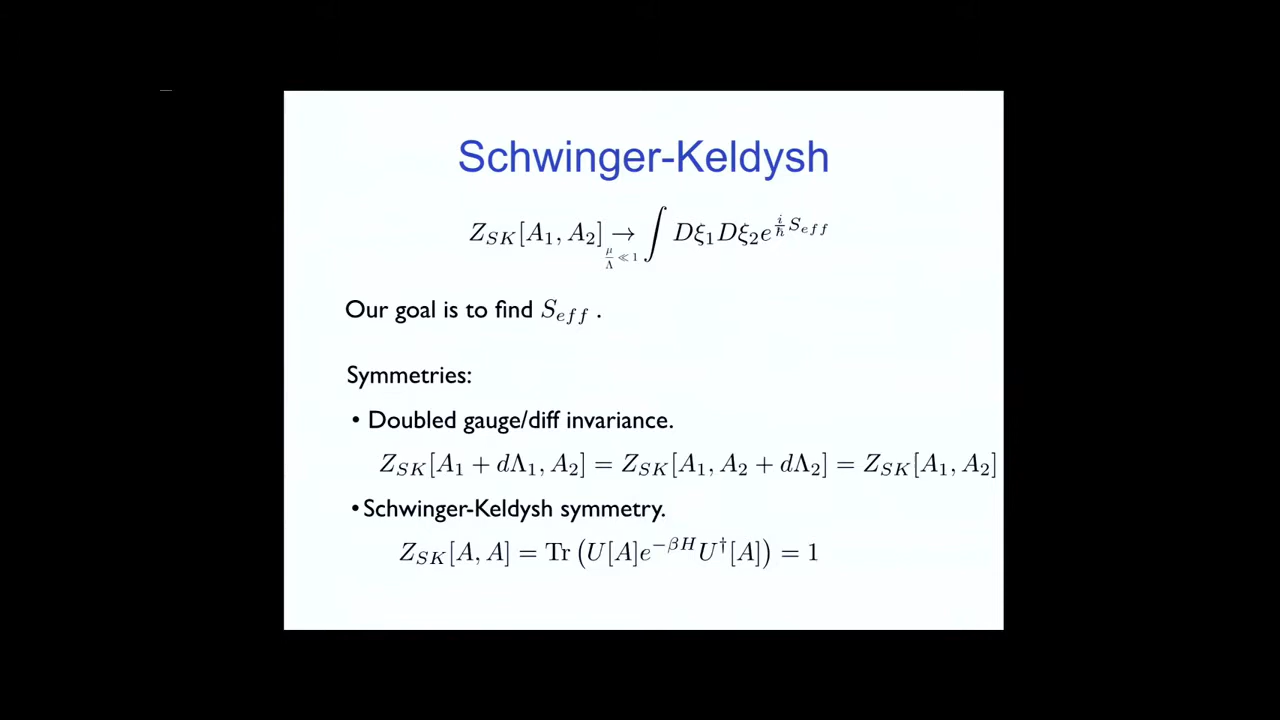 Schwinger-Keldysh
$Z_{SK}[A_1, A_2] \underset{\frac{\mu}{\Lambda} \ll 1}{\rightarrow} \int D\xi_1 D\xi_2 e^{\frac{i}{\hbar} S_{eff}}$
Our goal is to find $S_{eff}$ .
Symmetries:
• Doubled gauge/diff invariance.
$Z_{SK}[A_1 + d\Lambda_1, A_2] = Z_{SK}[A_1, A_2 + d\Lambda_2] = Z_{SK}[A_1, A_2]$
• Schwinger-Keldysh symmetry.
$Z_{SK}[A, A] = \mathrm{Tr}\left(U[A]e^{-\beta H}U^{\dagger}[A]\right) = 1$